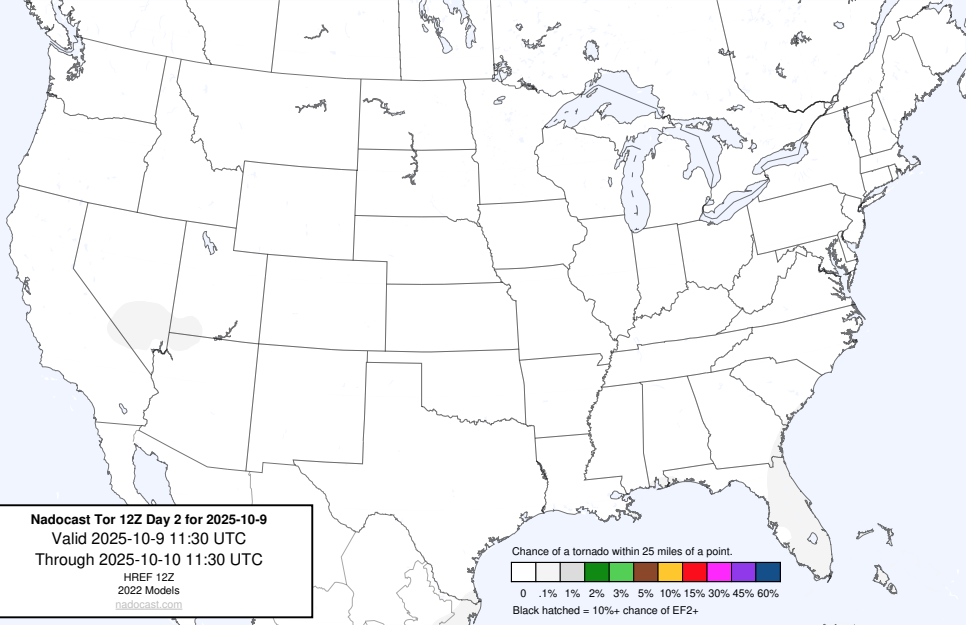 Nadocast Tor 12Z Day 2 for 2025-10-9
Valid 2025-10-9 11:30 UTC
Through 2025-10-10 11:30 UTC
HREF 12Z
2022 Models
nadocast.com
Chance of a tornado within 25 miles of a point.
0 .1% 1% 2% 3% 5% 10% 15% 30% 45% 60%
Black hatched = 10%+ chance of EF2+